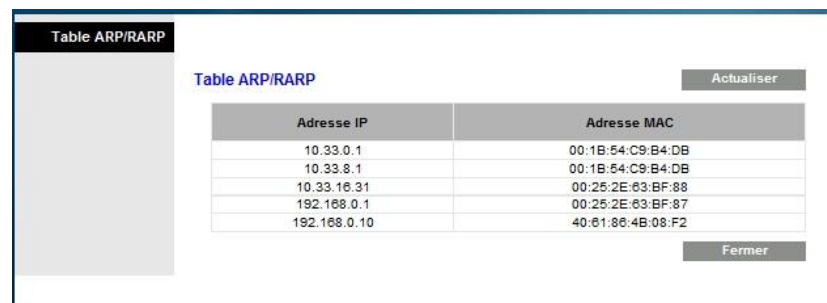 Table ARP/RARP
Table ARP/RARP
Actualiser
Adresse IP Adresse MAC
10.33.0.1 00:1B:54:C9:B4:DB
10.33.8.1 00:1B:54:C9:B4:DB
10.33.16.31 00:25:2E:63:BF:88
192.168.0.1 00:25:2E:63:BF:87
192.168.0.10 40:61:86:4B:08:F2
Fermer